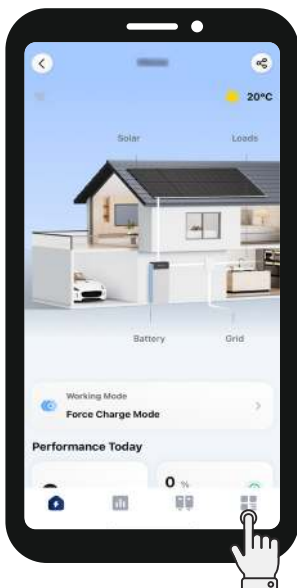 20°C
Solar Loads
Battery Grid
Working Mode
Force Charge Mode
Performance Today
0 %